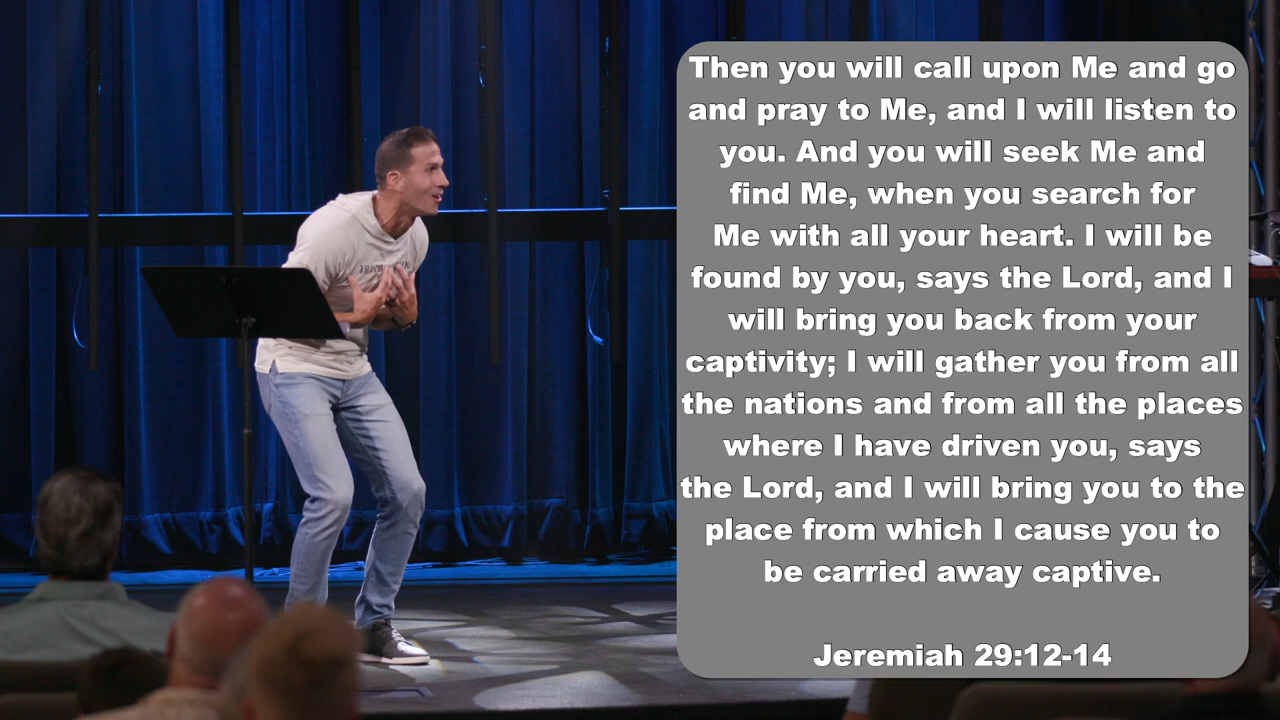 Then you will call upon Me and go
and pray to Me, and I will listen to
you. And you will seek Me and
find Me, when you search for
Me with all your heart. I will be
found by you, says the Lord, and I
will bring you back from your
captivity; I will gather you from all
the nations and from all the places
where I have driven you, says
the Lord, and I will bring you to the
place from which I cause you to
be carried away captive.
Jeremiah 29:12-14